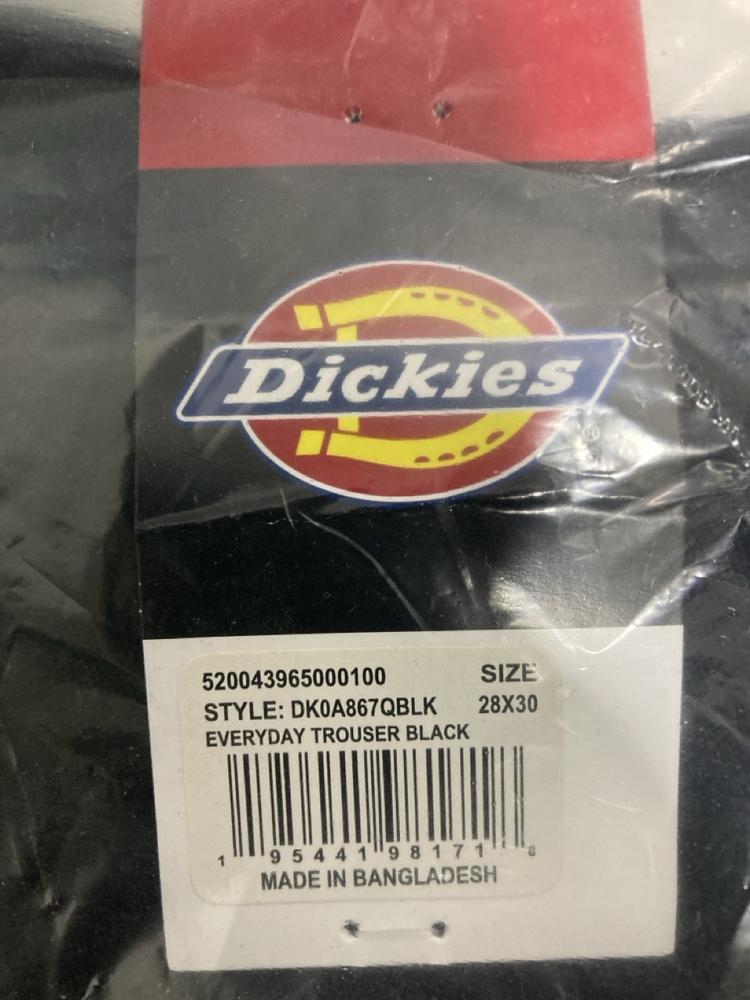 Dickies
®
520043965000100 SIZE
STYLE: DK0A867QBLK 28X30
EVERYDAY TROUSER BLACK
1 95441 98171 8
MADE IN BANGLADESH